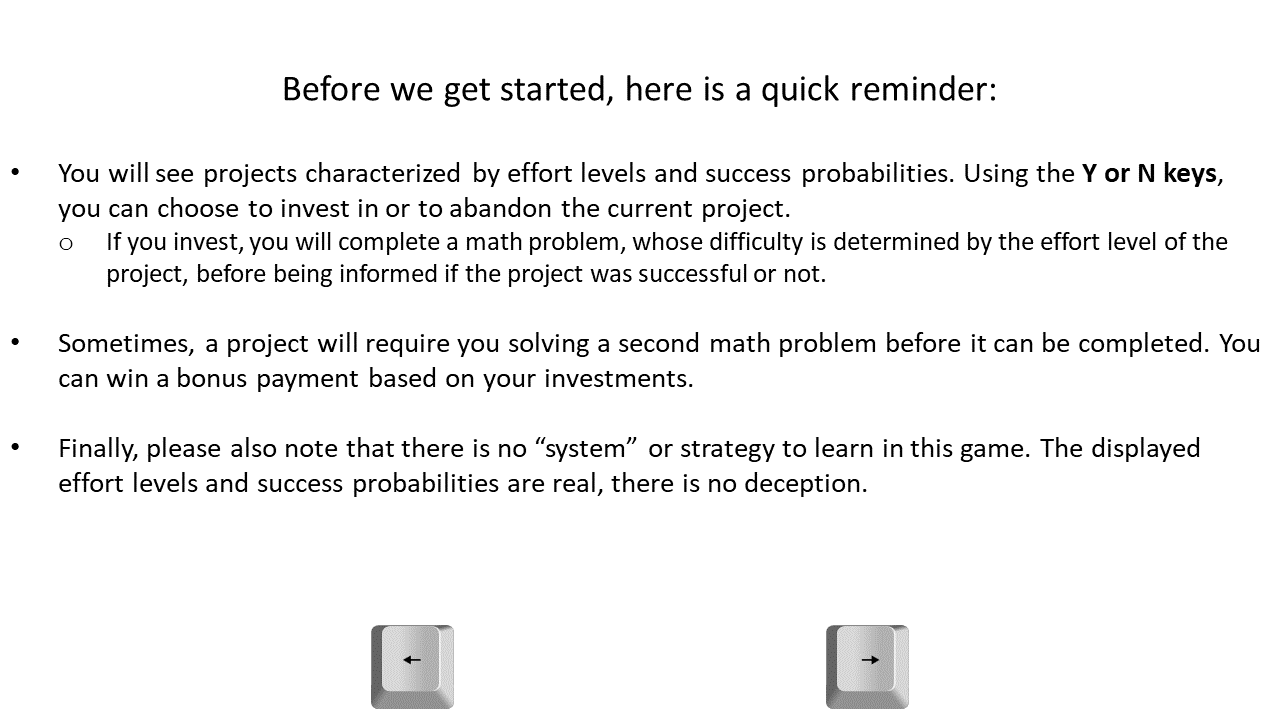 Before we get started, here is a quick reminder:
• You will see projects characterized by effort levels and success probabilities. Using the Y or N keys,
you can choose to invest in or to abandon the current project.
o If you invest, you will complete a math problem, whose difficulty is determined by the effort level of the
project, before being informed if the project was successful or not.
• Sometimes, a project will require you solving a second math problem before it can be completed. You
can win a bonus payment based on your investments.
• Finally, please also note that there is no “system” or strategy to learn in this game. The displayed
effort levels and success probabilities are real, there is no deception.
← →